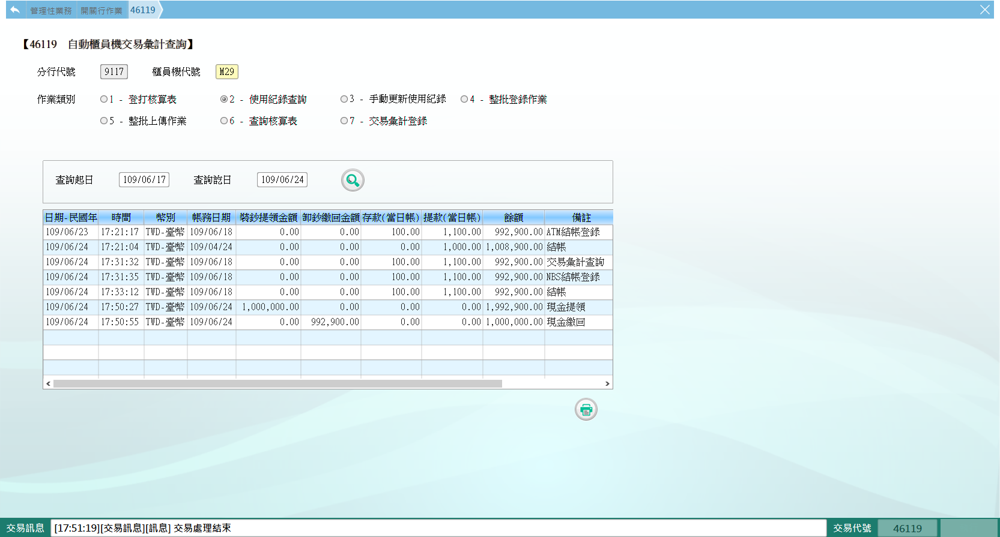 管理性業務 開關行作業 46119
【46119 自動櫃員機交易彙計查詢】
分行代號 9117 櫃員機代號 M29
作業類別 1 - 登打核算表 2 - 使用紀錄查詢 3 - 手動更新使用紀錄 4 - 整批登錄作業
5 - 整批上傳作業 6 - 查詢核算表 7 - 交易彙計登錄
查詢起日 109/06/17 查詢訖日 109/06/24
日期-民國年 時間 幣別 帳務日期 裝鈔提領金額 卸鈔繳回金額 存款(當日帳) 提款(當日帳) 餘額 備註
109/06/23 17:21:17 TWD-臺幣 109/06/18 0.00 0.00 100.00 1,100.00 992,900.00 ATM結帳登錄
109/06/24 17:21:04 TWD-臺幣 109/04/24 0.00 0.00 0.00 1,000.00 1,008,900.00 結帳
109/06/24 17:31:32 TWD-臺幣 109/06/18 0.00 0.00 100.00 1,100.00 992,900.00 交易彙計查詢
109/06/24 17:31:35 TWD-臺幣 109/06/18 0.00 0.00 100.00 1,100.00 992,900.00 NBS結帳登錄
109/06/24 17:33:12 TWD-臺幣 109/06/18 0.00 0.00 100.00 1,100.00 992,900.00 結帳
109/06/24 17:50:27 TWD-臺幣 109/06/24 1,000,000.00 0.00 0.00 0.00 1,992,900.00 現金提領
109/06/24 17:50:55 TWD-臺幣 109/06/24 0.00 992,900.00 0.00 0.00 1,000,000.00 現金繳回
交易訊息 [17:51:19][交易訊息][訊息] 交易處理結束 交易代號 46119